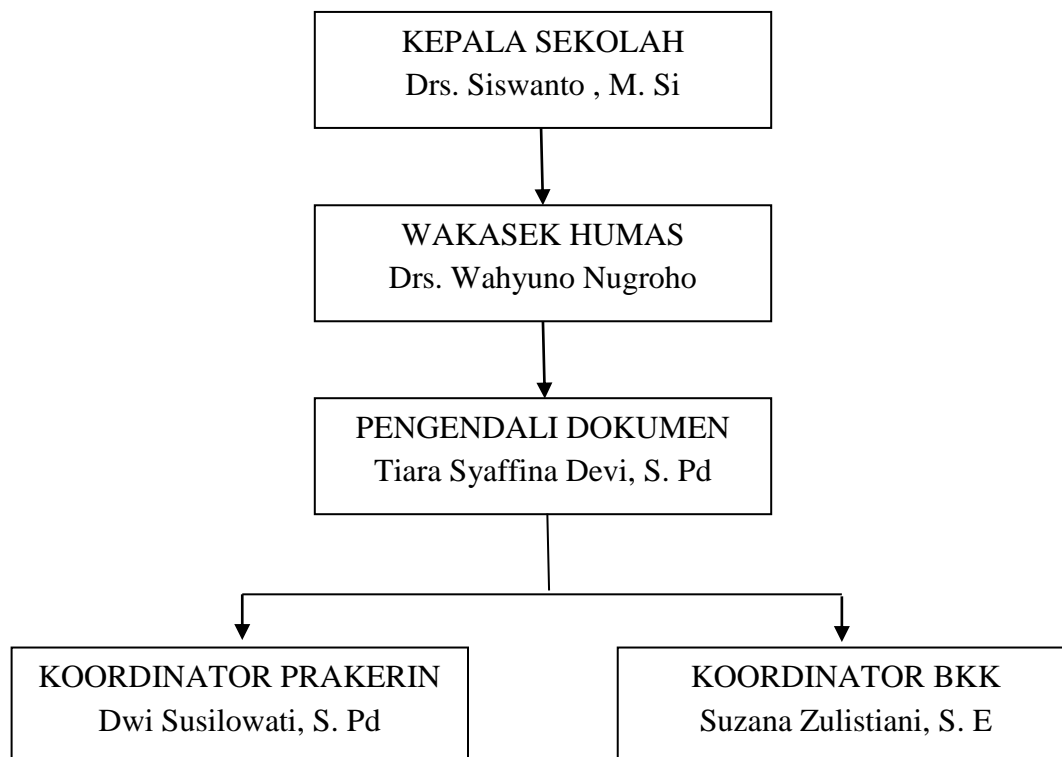 KEPALA SEKOLAH
Drs. Siswanto , M. Si
WAKASEK HUMAS
Drs. Wahyuno Nugroho
PENGENDALI DOKUMEN
Tiara Syaffina Devi, S. Pd
KOORDINATOR PRAKERIN
Dwi Susilowati, S. Pd
KOORDINATOR BKK
Suzana Zulistiani, S. E